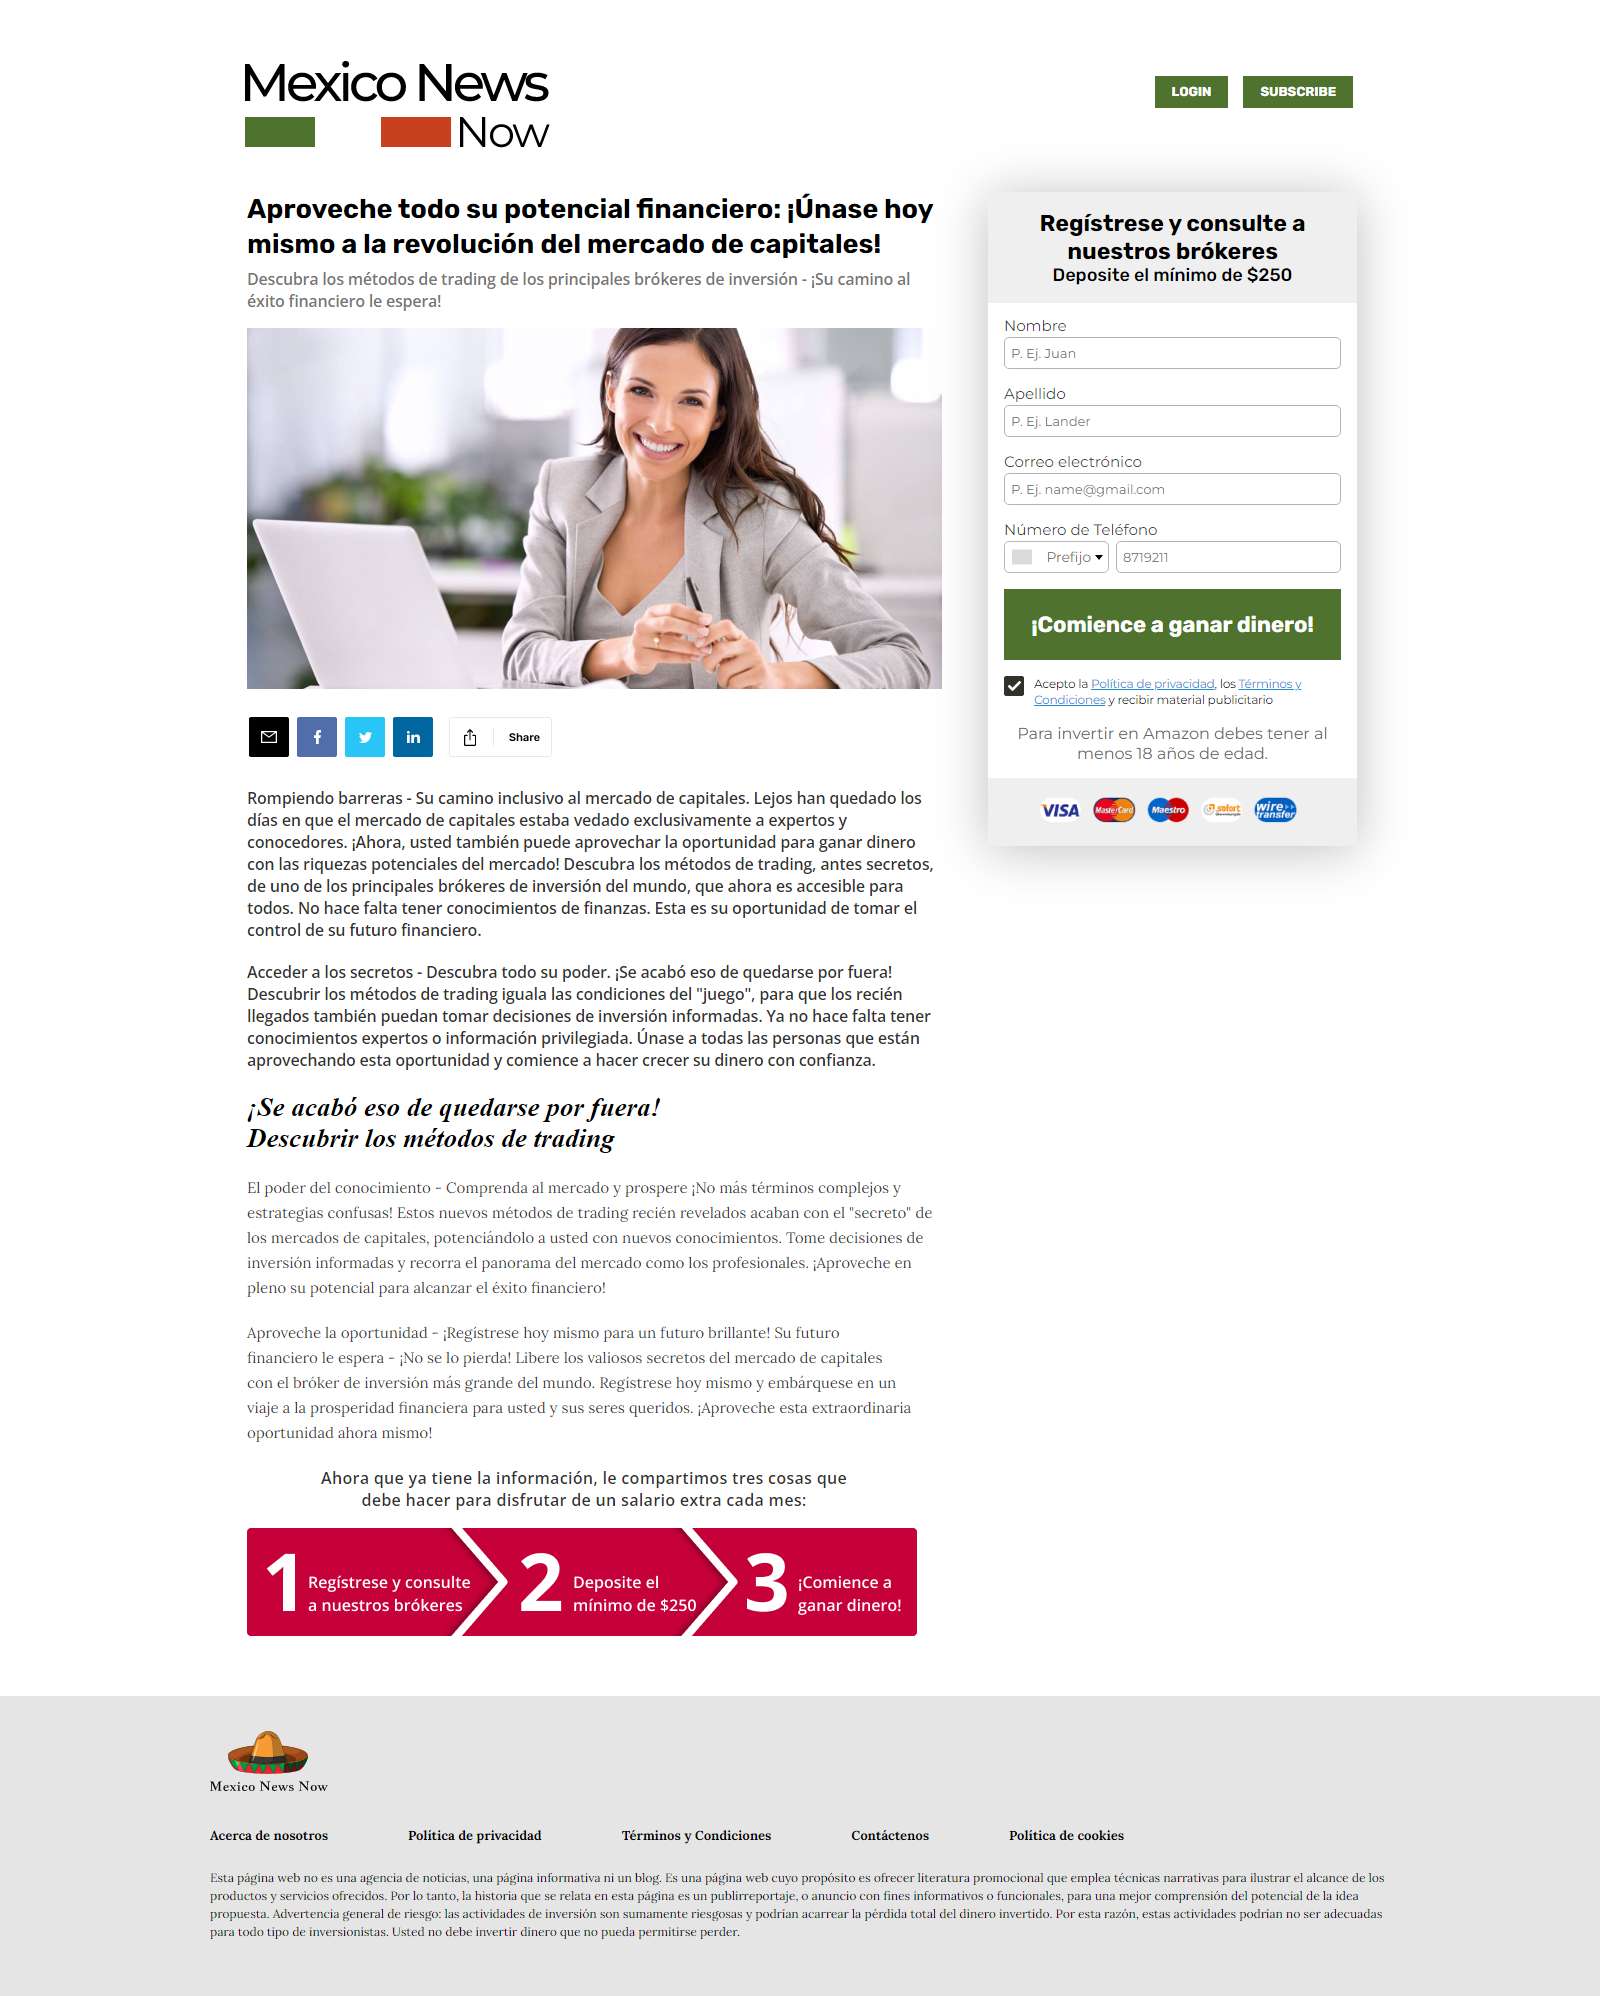 Mexico News
Now
LOGIN
SUBSCRIBE
Aproveche todo su potencial financiero: ¡Únase hoy
mismo a la revolución del mercado de capitales!
Descubra los métodos de trading de los principales brókeres de inversión - ¡Su camino al
éxito financiero le espera!
Share
Rompiendo barreras - Su camino inclusivo al mercado de capitales. Lejos han quedado los
días en que el mercado de capitales estaba vedado exclusivamente a expertos y
conocedores. ¡Ahora, usted también puede aprovechar la oportunidad para ganar dinero
con las riquezas potenciales del mercado! Descubra los métodos de trading, antes secretos,
de uno de los principales brókeres de inversión del mundo, que ahora es accesible para
todos. No hace falta tener conocimientos de finanzas. Esta es su oportunidad de tomar el
control de su futuro financiero.
Acceder a los secretos - Descubra todo su poder. ¡Se acabó eso de quedarse por fuera!
Descubrir los métodos de trading iguala las condiciones del "juego", para que los recién
llegados también puedan tomar decisiones de inversión informadas. Ya no hace falta tener
conocimientos expertos o información privilegiada. Únase a todas las personas que están
aprovechando esta oportunidad y comience a hacer crecer su dinero con confianza.
¡Se acabó eso de quedarse por fuera!
Descubrir los métodos de trading
El poder del conocimiento - Comprenda al mercado y prospere ¡No más términos complejos y
estrategias confusas! Estos nuevos métodos de trading recién revelados acaban con el "secreto" de
los mercados de capitales, potenciándolo a usted con nuevos conocimientos. Tome decisiones de
inversión informadas y recorra el panorama del mercado como los profesionales. ¡Aproveche en
pleno su potencial para alcanzar el éxito financiero!
Aproveche la oportunidad - ¡Regístrese hoy mismo para un futuro brillante! Su futuro
financiero le espera - ¡No se lo pierda! Libere los valiosos secretos del mercado de capitales
con el bróker de inversión más grande del mundo. Regístrese hoy mismo y embárquese en un
viaje a la prosperidad financiera para usted y sus seres queridos. ¡Aproveche esta extraordinaria
oportunidad ahora mismo!
Ahora que ya tiene la información, le compartimos tres cosas que
debe hacer para disfrutar de un salario extra cada mes:
1 Regístrese y consulte
a nuestros brókeres
2 Deposite el
mínimo de $250
3 ¡Comience a
ganar dinero!
Regístrese y consulte a
nuestros brókeres
Deposite el mínimo de $250
Nombre
P. Ej. Juan
Apellido
P. Ej. Lander
Correo electrónico
P. Ej. name@gmail.com
Número de Teléfono
Prefijo
8719211
¡Comience a ganar dinero!
Acepto la Política de privacidad, los Términos y
Condiciones y recibir material publicitario
Para invertir en Amazon debes tener al
menos 18 años de edad.
VISA
MasterCard
Maestro
sofort
wire
transfer
Mexico News Now
Acerca de nosotros
Política de privacidad
Términos y Condiciones
Contáctenos
Política de cookies
Esta página web no es una agencia de noticias, una página informativa ni un blog. Es una página web cuyo propósito es ofrecer literatura promocional que emplea técnicas narrativas para ilustrar el alcance de los
productos y servicios ofrecidos. Por lo tanto, la historia que se relata en esta página es un publirreportaje, o anuncio con fines informativos o funcionales, para una mejor comprensión del potencial de la idea
propuesta. Advertencia general de riesgo: las actividades de inversión son sumamente riesgosas y podrían acarrear la pérdida total del dinero invertido. Por esta razón, estas actividades podrían no ser adecuadas
para todo tipo de inversionistas. Usted no debe invertir dinero que no pueda permitirse perder.